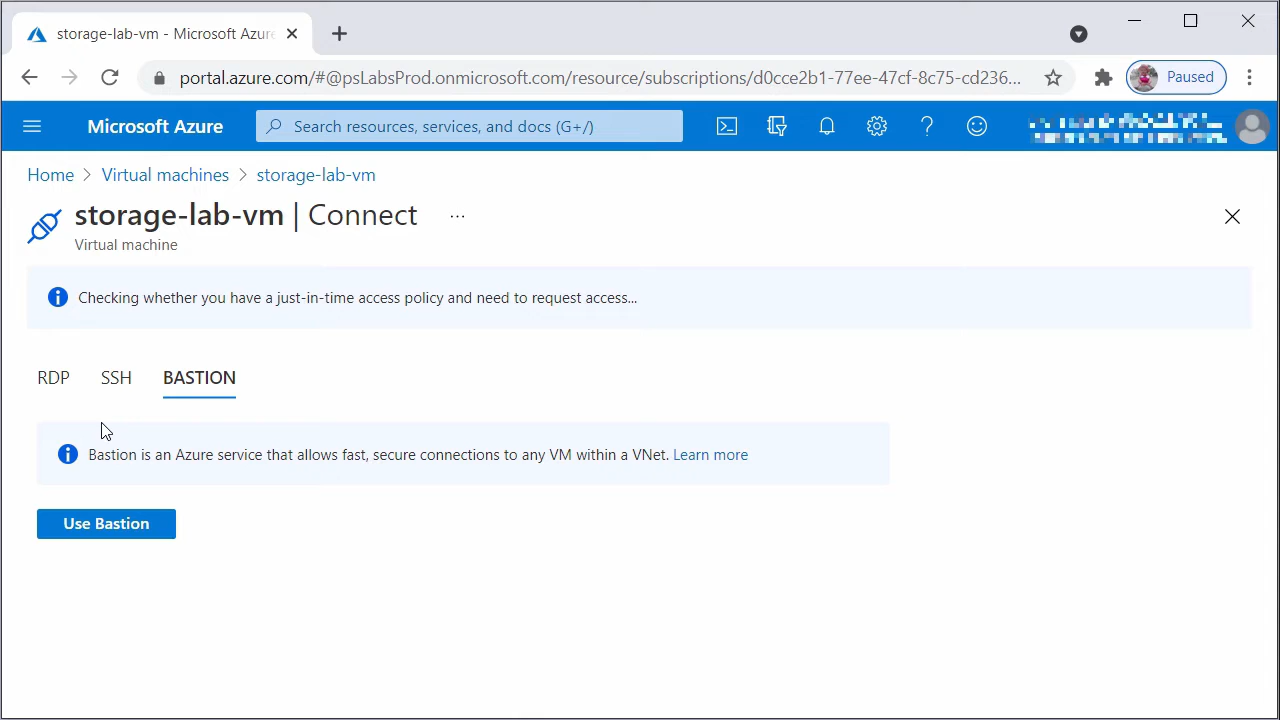 storage-lab-vm - Microsoft Azure
portal.azure.com/#@psLabsProd.onmicrosoft.com/resource/subscriptions/d0cce2b1-77ee-47cf-8c75-cd236...
Paused
Microsoft Azure
Search resources, services, and docs (G+/)
Home > Virtual machines > storage-lab-vm
storage-lab-vm | Connect ...
Virtual machine
Checking whether you have a just-in-time access policy and need to request access...
RDP SSH BASTION
Bastion is an Azure service that allows fast, secure connections to any VM within a VNet. Learn more
Use Bastion